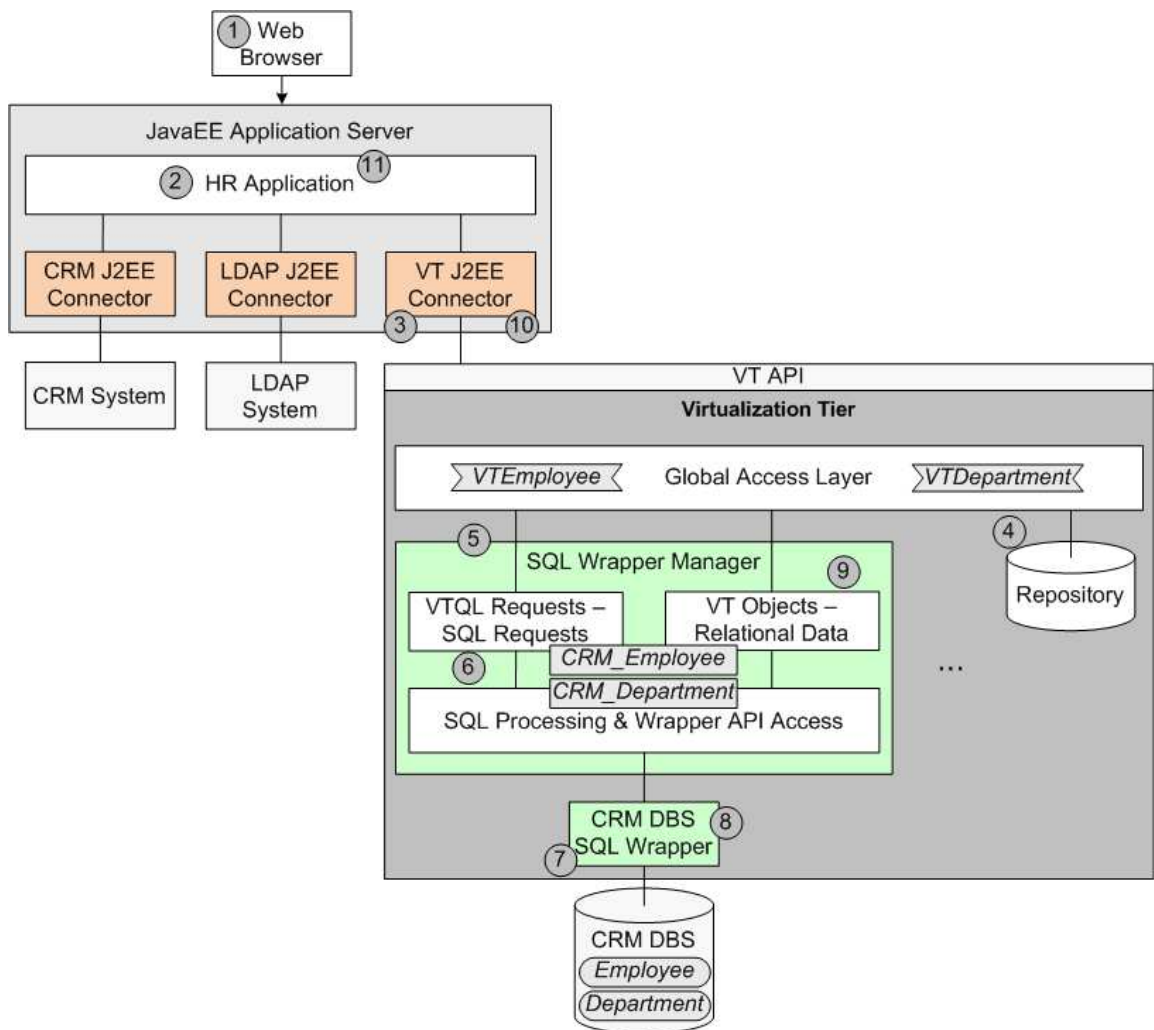 1 Web
Browser
JavaEE Application Server
11
2 HR Application
CRM J2EE
Connector
LDAP J2EE
Connector
VT J2EE
Connector
3
10
CRM System
LDAP
System
VT API
Virtualization Tier
VTEmployee
Global Access Layer
VTDepartment
5
4
SQL Wrapper Manager
9
VTQL Requests –
SQL Requests
VT Objects –
Relational Data
Repository
6
CRM_Employee
CRM_Department
...
SQL Processing & Wrapper API Access
CRM DBS
SQL Wrapper
8
7
CRM DBS
Employee
Department